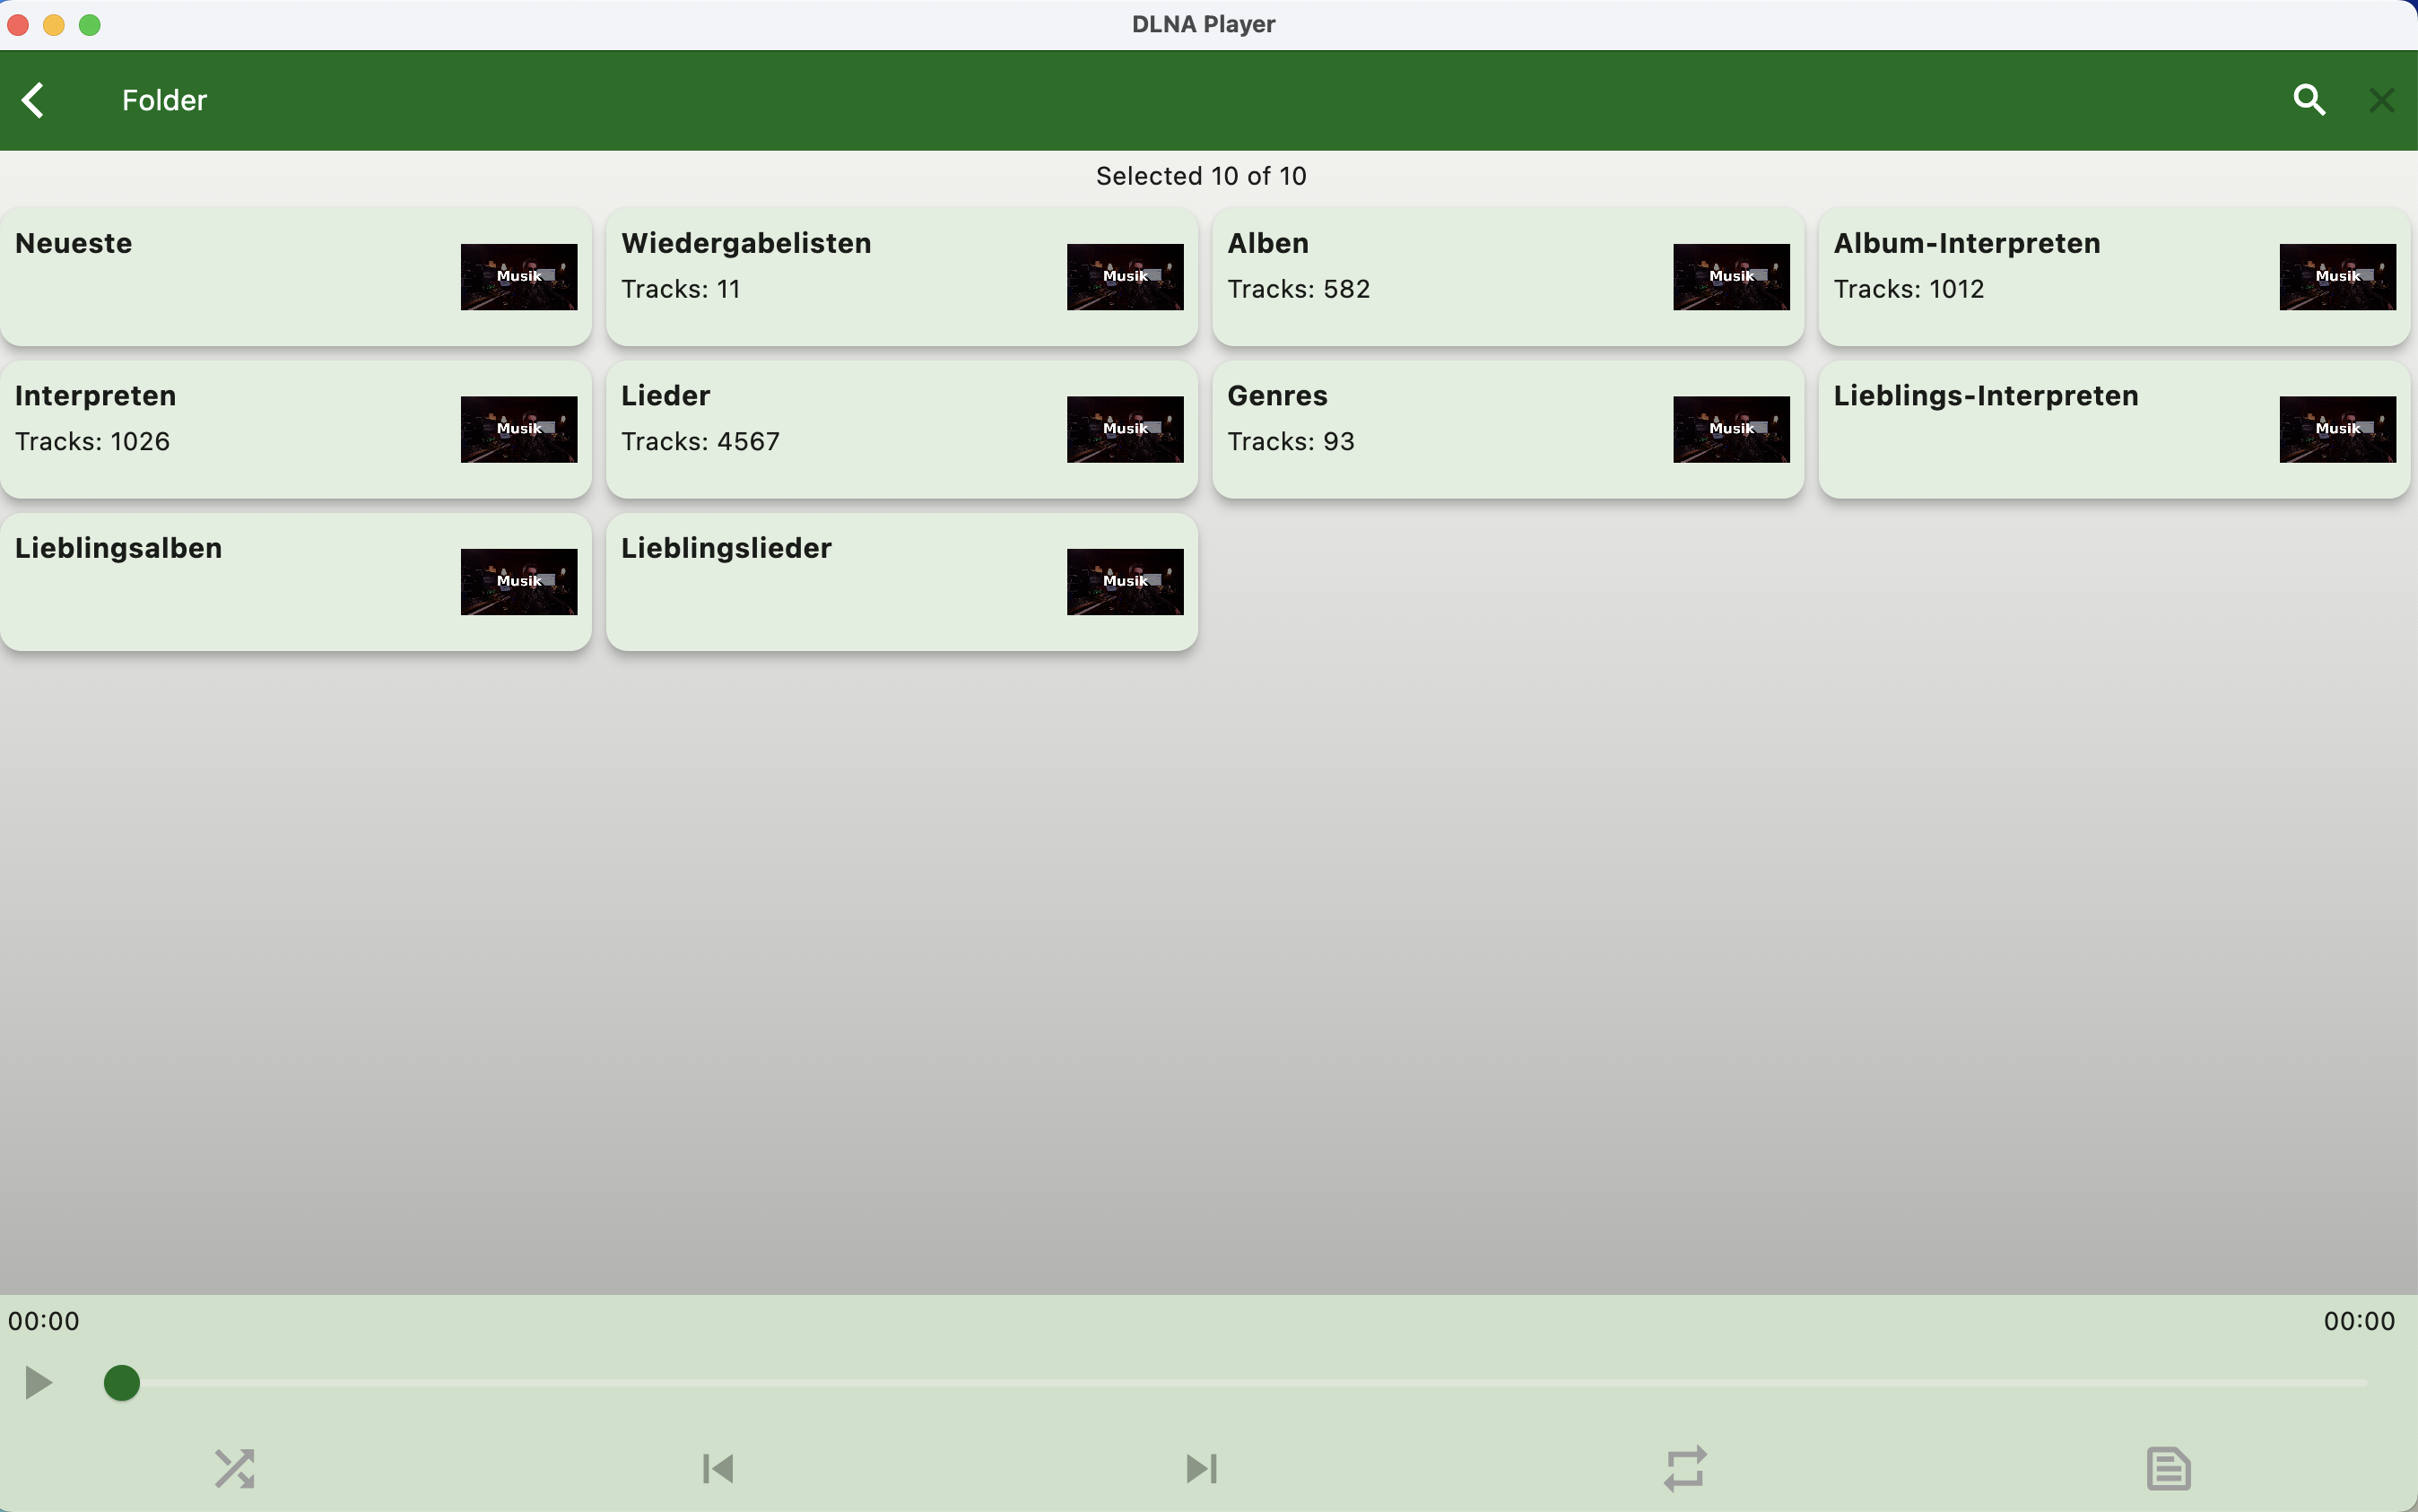 DLNA Player
Folder
Selected 10 of 10
Neueste
Musik
Wiedergabelisten
Tracks: 11
Musik
Alben
Tracks: 582
Musik
Album-Interpreten
Tracks: 1012
Musik
Interpreten
Tracks: 1026
Musik
Lieder
Tracks: 4567
Musik
Genres
Tracks: 93
Musik
Lieblings-Interpreten
Musik
Lieblingsalben
Musik
Lieblingslieder
Musik
00:00
00:00